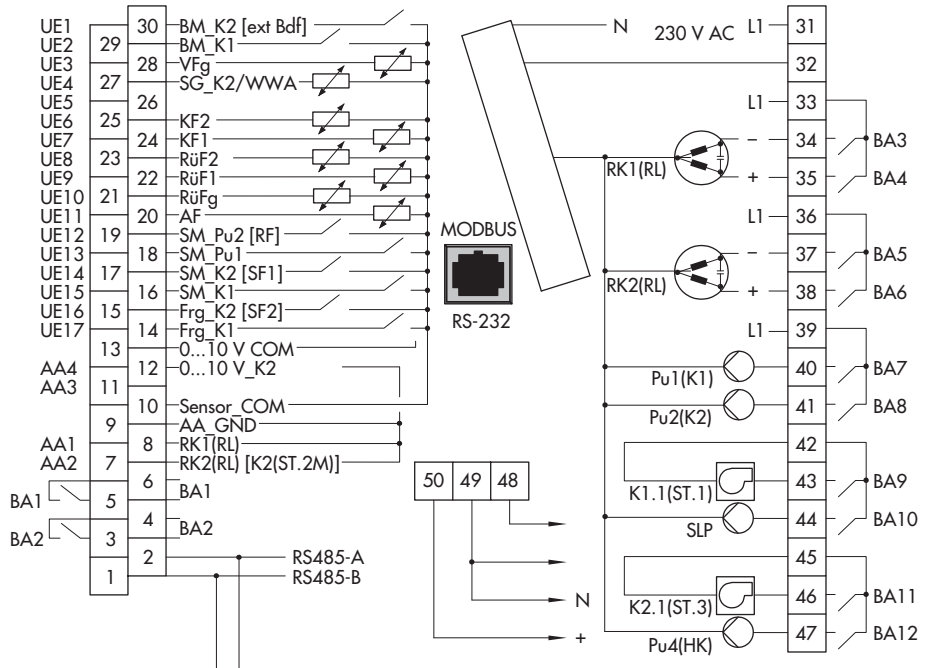 UE1 30 BM_K2 [ext Bdf]
UE2 29 BM_K1
UE3 28 VFg
UE4 27 SG_K2/WWA
UE5 26
UE6 25 KF2
UE7 24 KF1
UE8 23 RüF2
UE9 22 RüF1
UE10 21 RüFg
UE11 20 AF
UE12 19 SM_Pu2 [RF]
UE13 18 SM_Pu1
UE14 17 SM_K2 [SF1]
UE15 16 SM_K1
UE16 15 Frg_K2 [SF2]
UE17 14 Frg_K1
13 0...10 V COM
AA4 12 0...10 V_K2
AA3 11
10 Sensor_COM
9 AA_GND
AA1 8 RK1(RL)
AA2 7 RK2(RL) [K2(ST.2M)]
6 BA1
BA1 5
4 BA2
BA2 3
2 RS485-A
1 RS485-B
MODBUS
RS-232
50 49 48
N
+
N 230 V AC L1 31
32
L1 33
− 34 BA3
RK1(RL)
+ 35 BA4
L1 36
− 37 BA5
RK2(RL)
+ 38 BA6
L1 39
Pu1(K1) 40 BA7
Pu2(K2) 41 BA8
42
K1.1(ST.1) 43 BA9
SLP 44 BA10
45
K2.1(ST.3) 46 BA11
Pu4(HK) 47 BA12